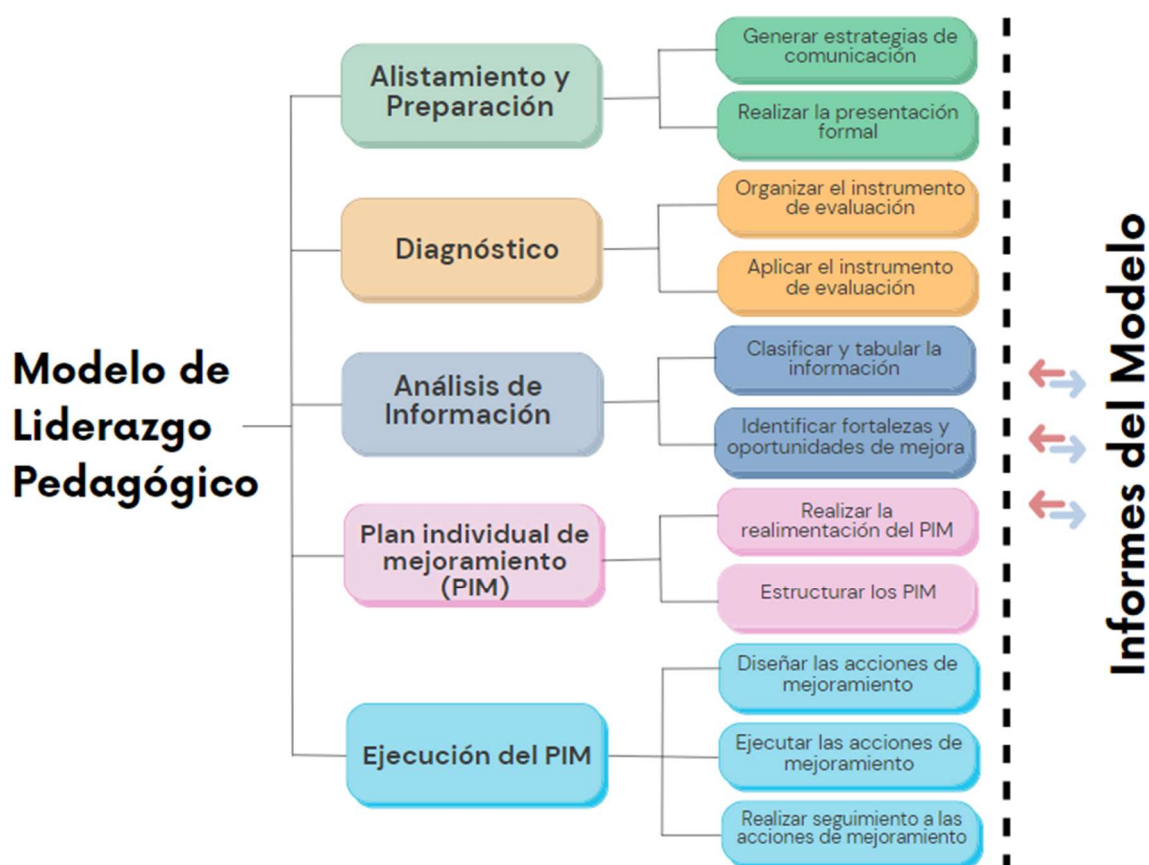 Modelo de
Liderazgo
Pedagógico
Alistamiento y
Preparación
Generar estrategias de
comunicación
Realizar la presentación
formal
Diagnóstico
Organizar el instrumento
de evaluación
Aplicar el instrumento
de evaluación
Análisis de
Información
Clasificar y tabular la
información
Identificar fortalezas y
oportunidades de mejora
Plan individual de
mejoramiento
(PIM)
Realizar la
realimentación del PIM
Estructurar los PIM
Ejecución del PIM
Diseñar las acciones de
mejoramiento
Ejecutar las acciones de
mejoramiento
Realizar seguimiento a las
acciones de mejoramiento
Informes del Modelo